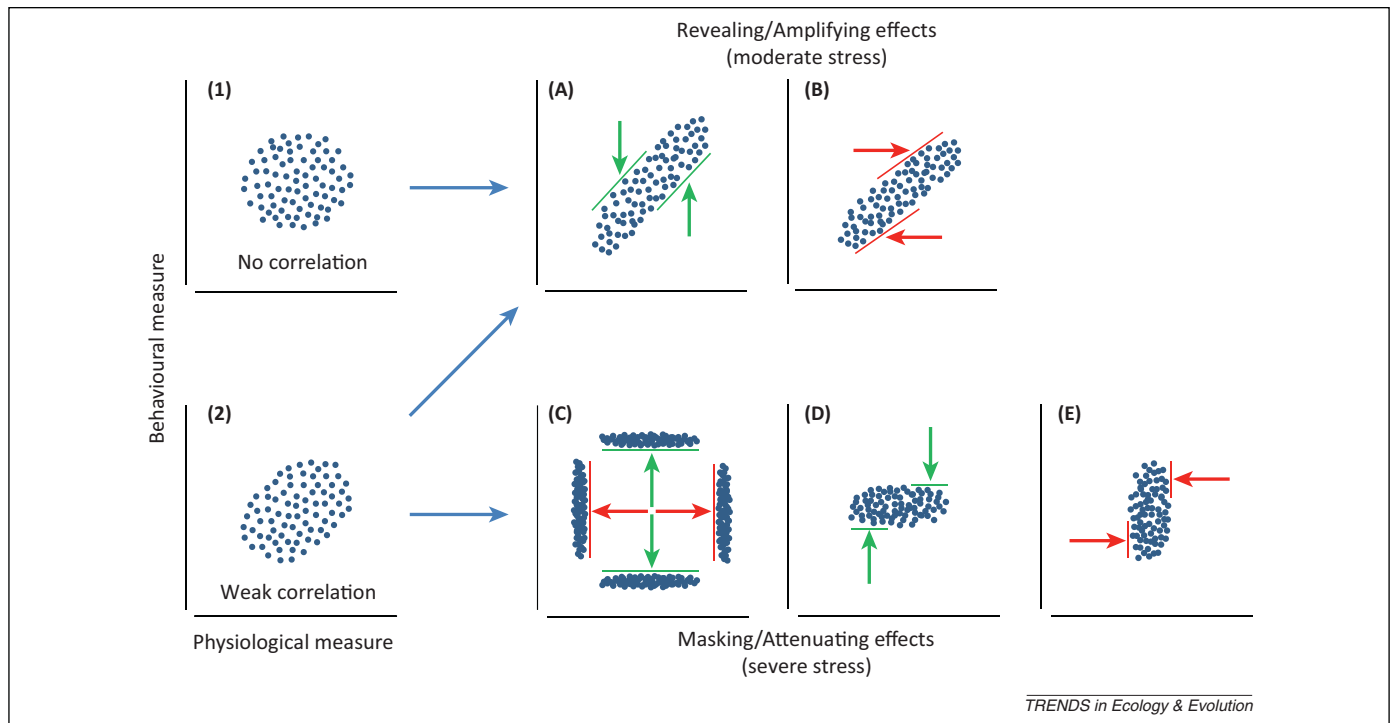 Revealing/Amplifying effects
(moderate stress)
(1)
(A)
(B)
No correlation
Behavioural measure
(2)
(C)
(D)
(E)
Weak correlation
Physiological measure
Masking/Attenuating effects
(severe stress)
TRENDS in Ecology & Evolution